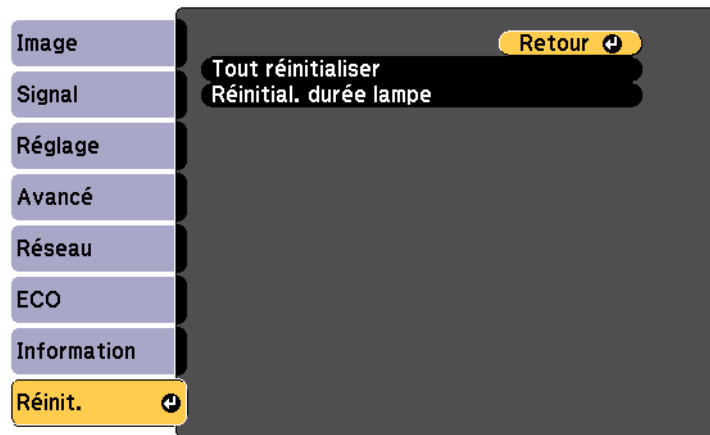 Image
Signal
Réglage
Avancé
Réseau
ECO
Information
Réinit.
Retour
Tout réinitialiser
Réinitial. durée lampe